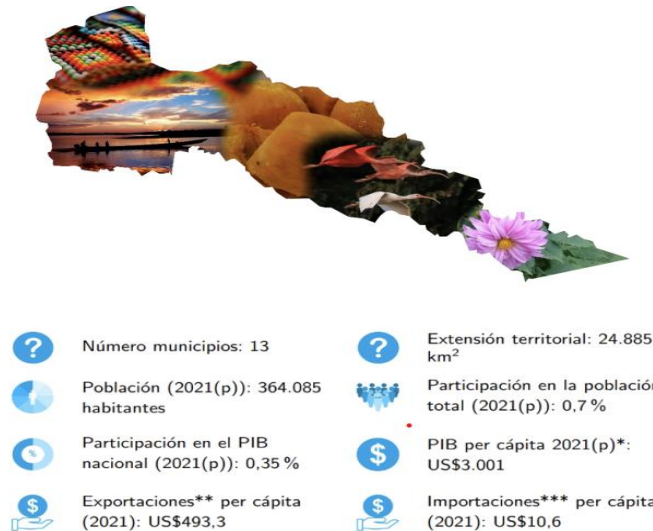 Número municipios: 13
Extensión territorial: 24.885
km²
Población (2021(p)): 364.085
habitantes
Participación en la población
total (2021(p)): 0,7 %
Participación en el PIB
nacional (2021(p)): 0,35 %
PIB per cápita 2021(p)*:
US$3.001
Exportaciones** per cápita
(2021): US$493,3
Importaciones*** per cápita
(2021): US$10,6